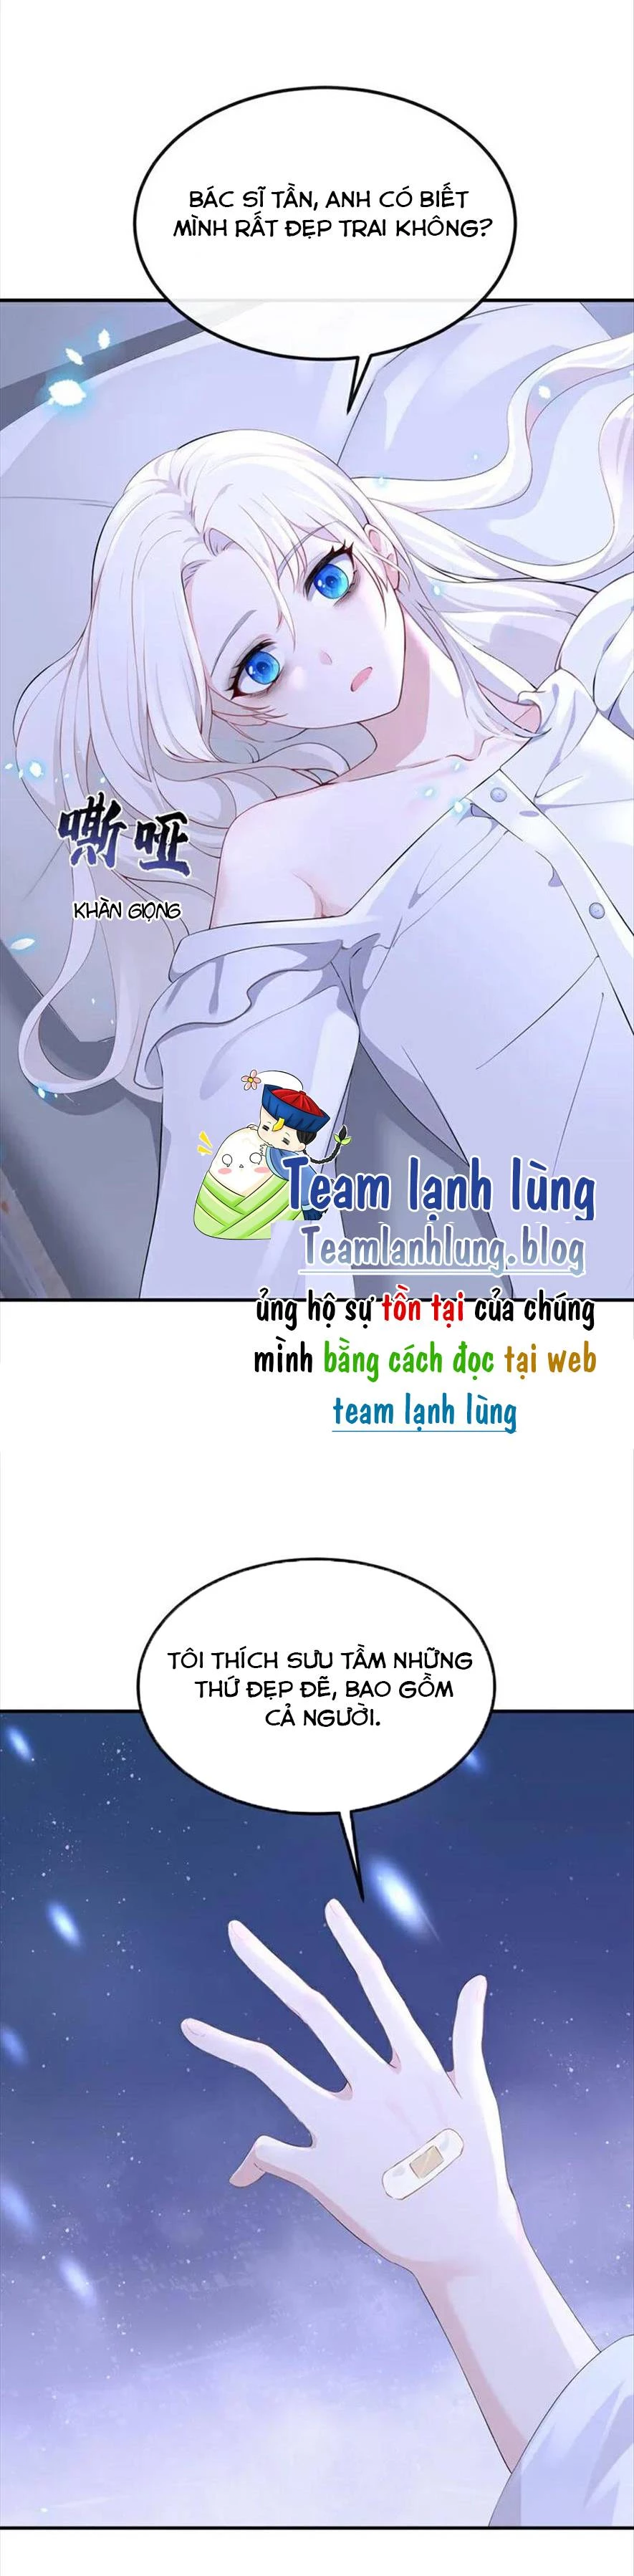 BÁC SĨ TẦN, ANH CÓ BIẾT
MÌNH RẤT ĐẸP TRAI KHÔNG?
嘶哑
KHÀN GIỌNG
Team lạnh lùng
Teamlanhlung.blog
ủng hộ sự tồn tại của chúng
mình bằng cách đọc tại web
team lạnh lùng
TÔI THÍCH SƯU TẦM NHỮNG
THỨ ĐẸP ĐẼ, BAO GỒM
CẢ NGƯỜI.